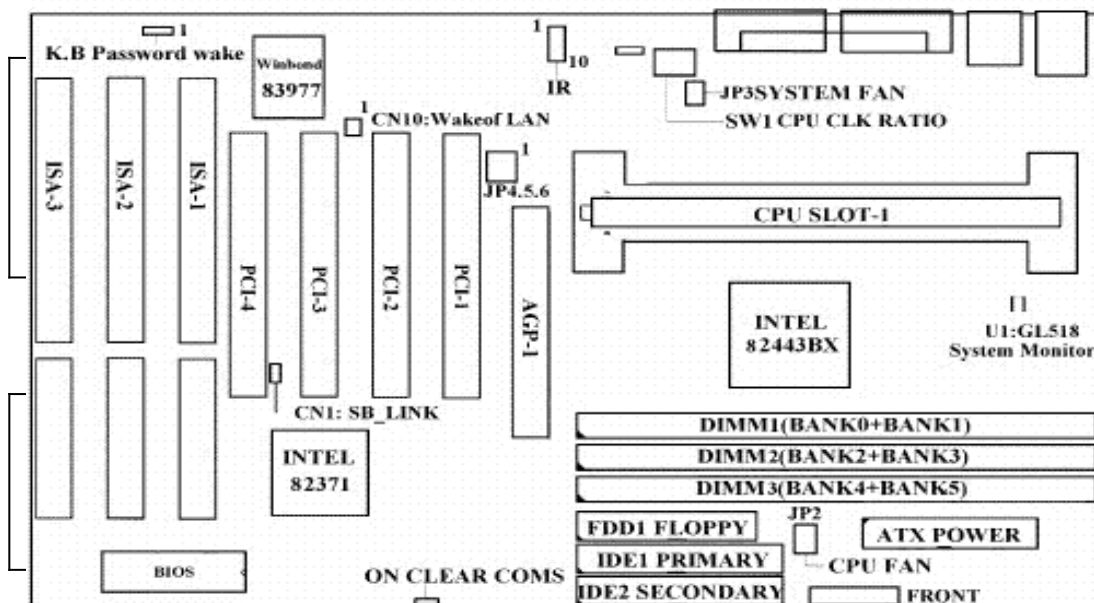 1
K.B Password wake
Winbond
83977
1
10
IR
JP3SYSTEM FAN
SW1 CPU CLK RATIO
1
CN10:Wakeof LAN
1
JP4.5.6
ISA-3
ISA-2
ISA-1
PCI-4
PCI-3
PCI-2
PCI-1
AGP-1
CPU SLOT-1
INTEL
82443BX
U1:GL518
System Monitor
CN1: SB_LINK
INTEL
82371
DIMM1(BANK0+BANK1)
DIMM2(BANK2+BANK3)
DIMM3(BANK4+BANK5)
FDD1 FLOPPY
JP2
ATX POWER
IDE1 PRIMARY
CPU FAN
BIOS
ON CLEAR COMS
IDE2 SECONDARY
FRONT